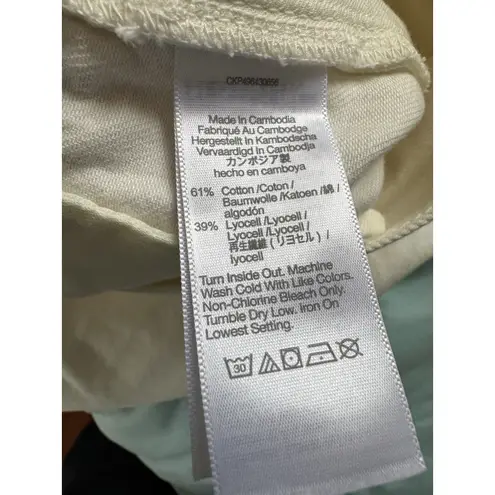 Made in Cambodia
Fabriqué Au Cambodge
Hergestellt In Kambodscha
Vervaardigd In Cambodja
カンボジア製
hecho en camboya
61% Cotton /Coton /
Baumwolle /Katoen /綿 /
algodón
39% Lyocell /Lyocell /
Lyocell /Lyocell /
再生繊維 (リヨセル) /
lyocell
Turn Inside Out. Machine
Wash Cold With Like Colors.
Non-Chlorine Bleach Only.
Tumble Dry Low. Iron On
Lowest Setting.
30